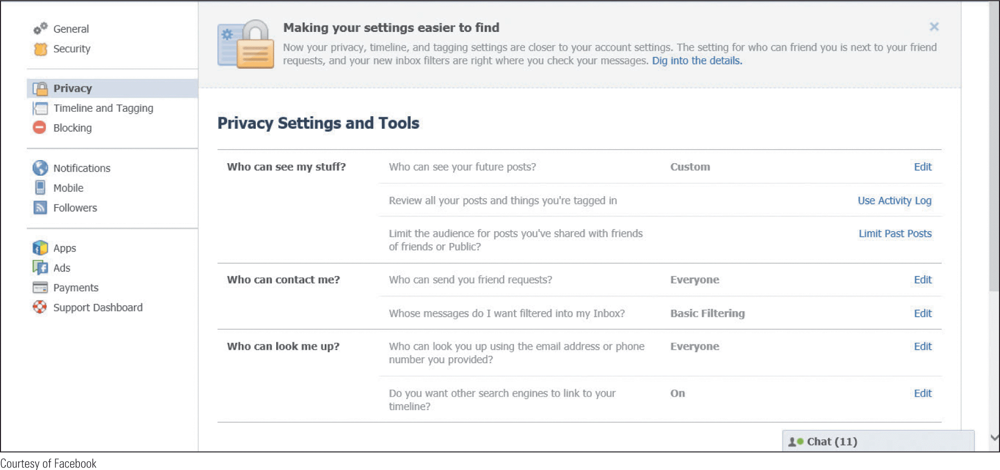 General
Security
Privacy
Timeline and Tagging
Blocking
Notifications
Mobile
Followers
Apps
Ads
Payments
Support Dashboard
Making your settings easier to find
Now your privacy, timeline, and tagging settings are closer to your account settings. The setting for who can friend you is next to your friend
requests, and your new inbox filters are right where you check your messages. Dig into the details.
Privacy Settings and Tools
Who can see my stuff? Who can see your future posts? Custom Edit
Review all your posts and things you're tagged in Use Activity Log
Limit the audience for posts you've shared with friends Limit Past Posts
of friends or Public?
Who can contact me? Who can send you friend requests? Everyone Edit
Whose messages do I want filtered into my Inbox? Basic Filtering Edit
Who can look me up? Who can look you up using the email address or phone Everyone Edit
number you provided?
Do you want other search engines to link to your On Edit
timeline?
Chat (11)
Courtesy of Facebook